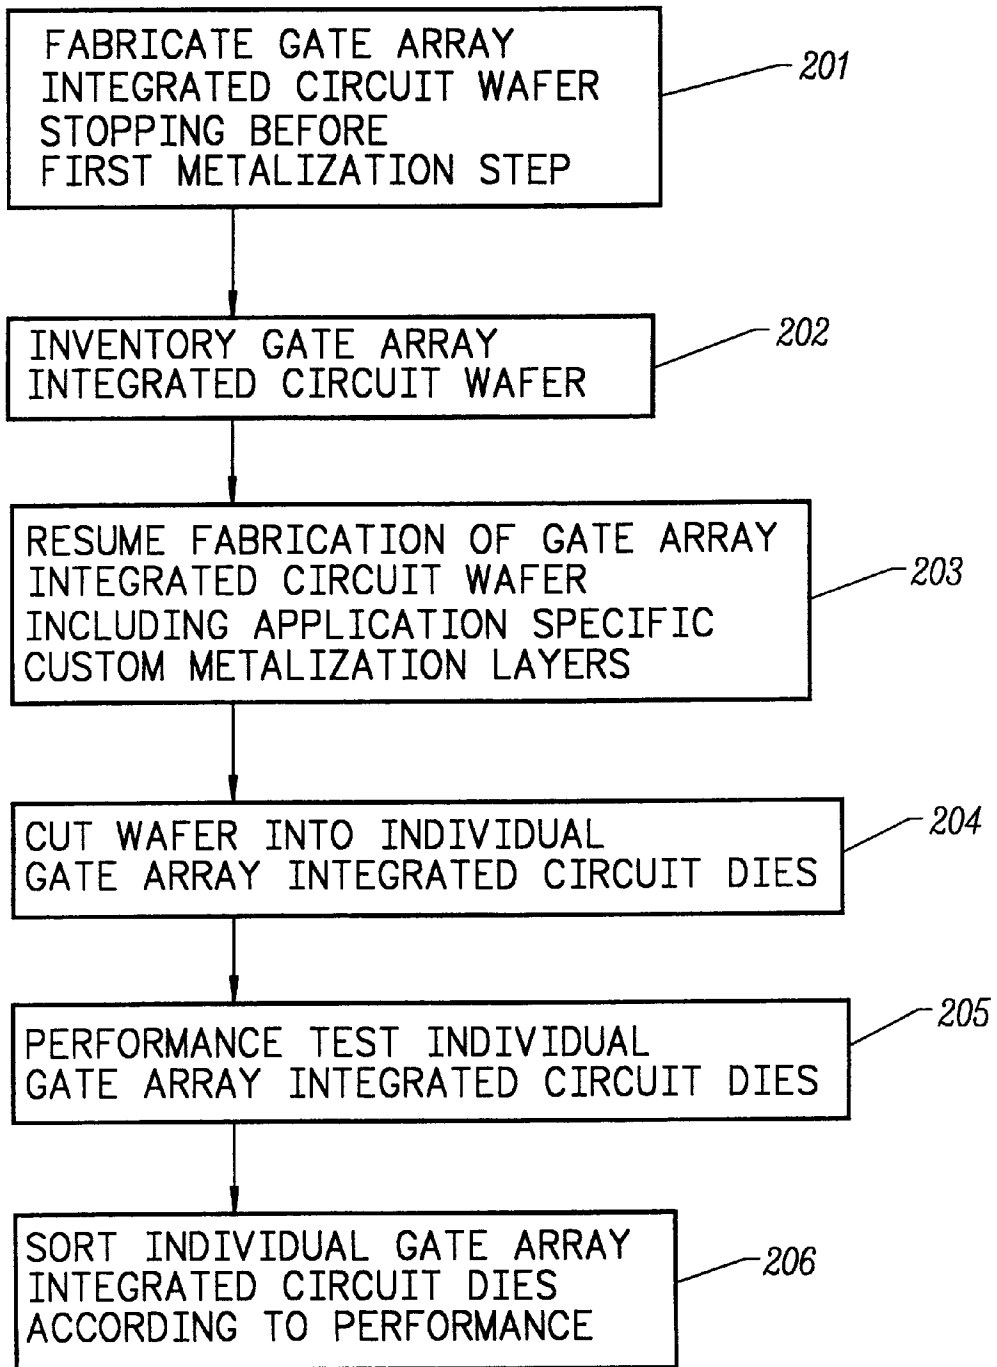 FABRICATE GATE ARRAY
INTEGRATED CIRCUIT WAFER
STOPPING BEFORE
FIRST METALIZATION STEP
201
INVENTORY GATE ARRAY
INTEGRATED CIRCUIT WAFER
202
RESUME FABRICATION OF GATE ARRAY
INTEGRATED CIRCUIT WAFER
INCLUDING APPLICATION SPECIFIC
CUSTOM METALIZATION LAYERS
203
CUT WAFER INTO INDIVIDUAL
GATE ARRAY INTEGRATED CIRCUIT DIES
204
PERFORMANCE TEST INDIVIDUAL
GATE ARRAY INTEGRATED CIRCUIT DIES
205
SORT INDIVIDUAL GATE ARRAY
INTEGRATED CIRCUIT DIES
ACCORDING TO PERFORMANCE
206